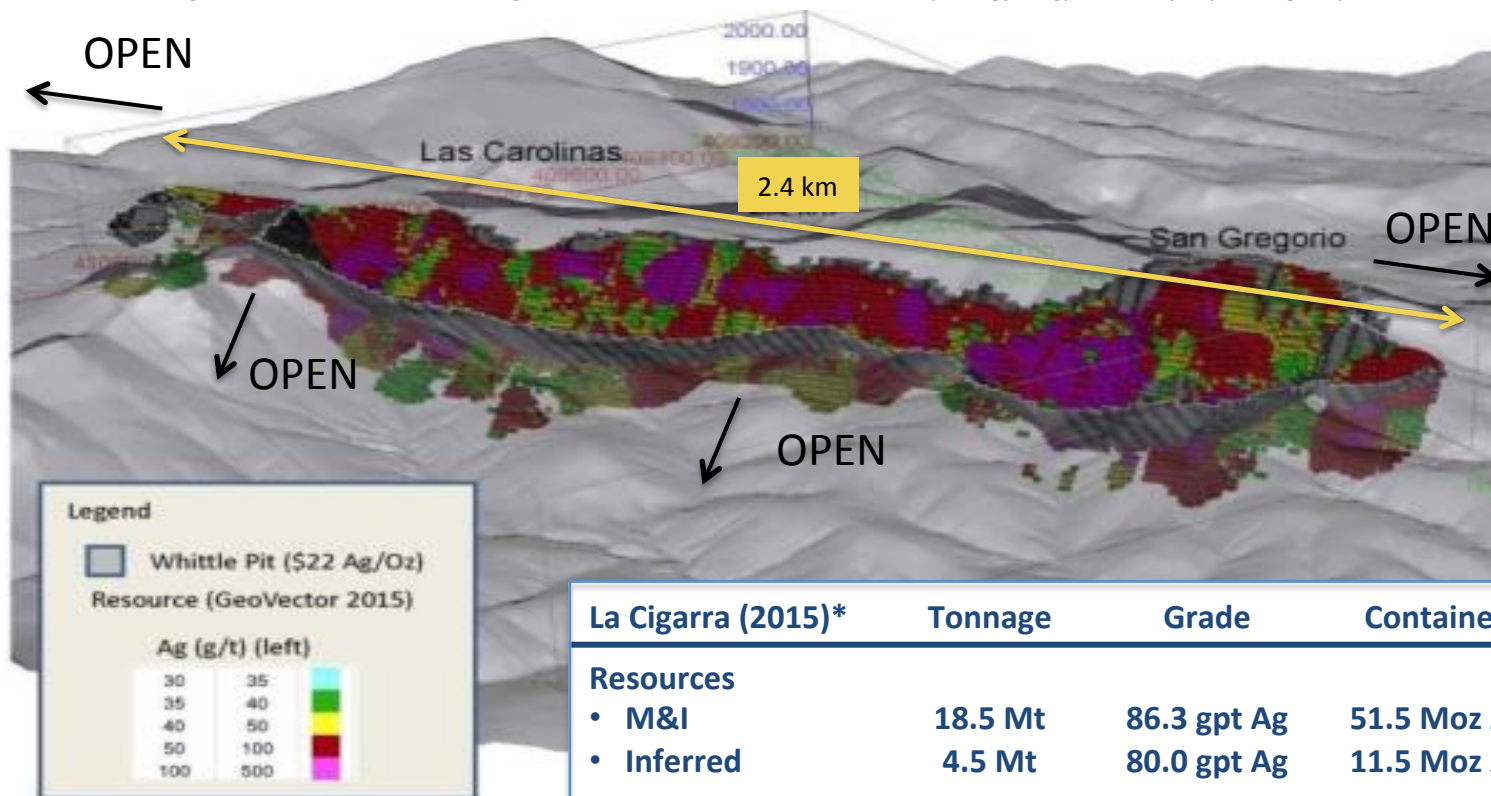 OPEN
2000.00
1900.00
Las Carolinas
2.4 km
San Gregorio
OPEN
OPEN
OPEN
Legend
Whittle Pit ($22 Ag/Oz)
Resource (GeoVector 2015)
Ag (g/t) (left)
30 35
35 40
40 50
50 100
100 500
La Cigarra (2015)* Tonnage Grade Containe
Resources
• M&I 18.5 Mt 86.3 gpt Ag 51.5 Moz
• Inferred 4.5 Mt 80.0 gpt Ag 11.5 Moz